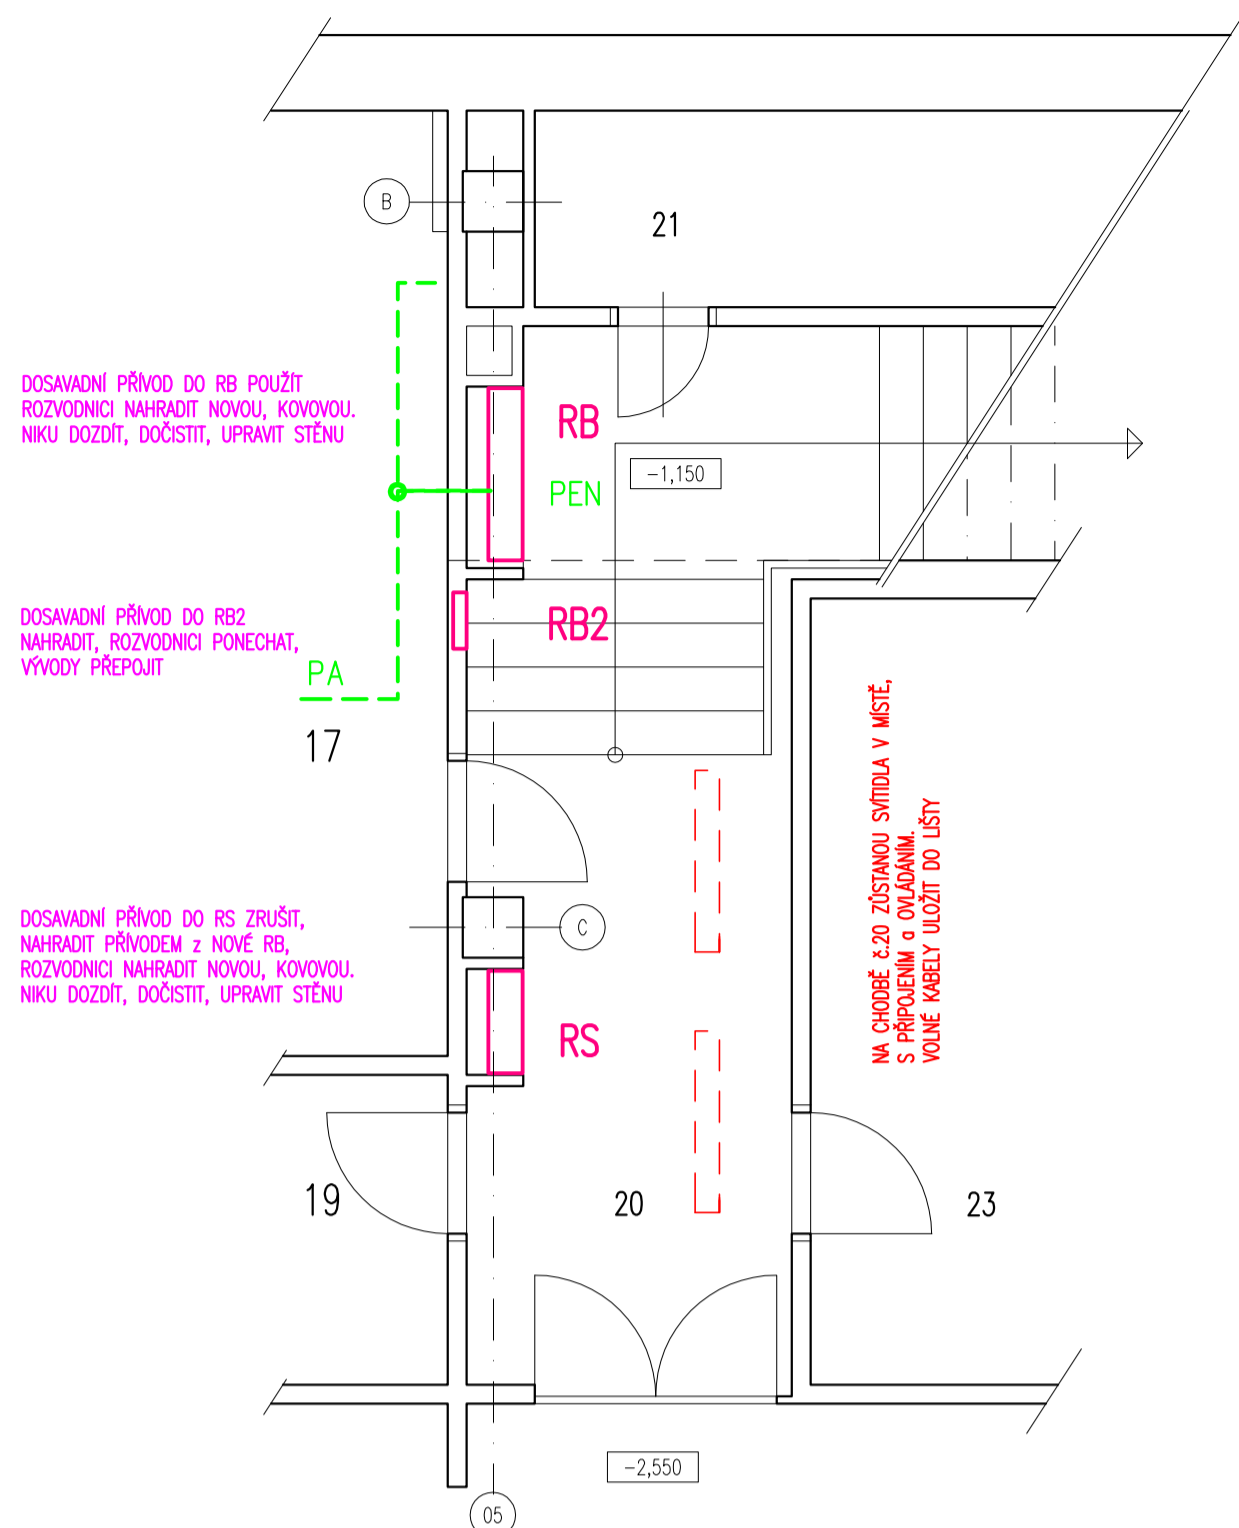 B
21
DOSAVADNÍ PŘÍVOD DO RB POUŽÍT
ROZVODNICI NAHRADIT NOVOU, KOVOVOU.
NIKU DOZDÍT, DOČISTIT, UPRAVIT STĚNU
RB
−1,150
PEN
DOSAVADNÍ PŘÍVOD DO RB2
NAHRADIT, ROZVODNICI PONECHAT,
VÝVODY PŘEPOJIT
RB2
PA
17
NA CHODBĚ č.20 ZŮSTANOU SVÍTIDLA V MÍSTĚ,
S PŘIPOJENÍM a OVLÁDÁNÍM.
VOLNÉ KABELY ULOŽIT DO LIŠTY
DOSAVADNÍ PŘÍVOD DO RS ZRUŠIT,
NAHRADIT PŘÍVODEM z NOVÉ RB,
ROZVODNICI NAHRADIT NOVOU, KOVOVOU.
NIKU DOZDÍT, DOČISTIT, UPRAVIT STĚNU
C
RS
19
20
23
−2,550
05